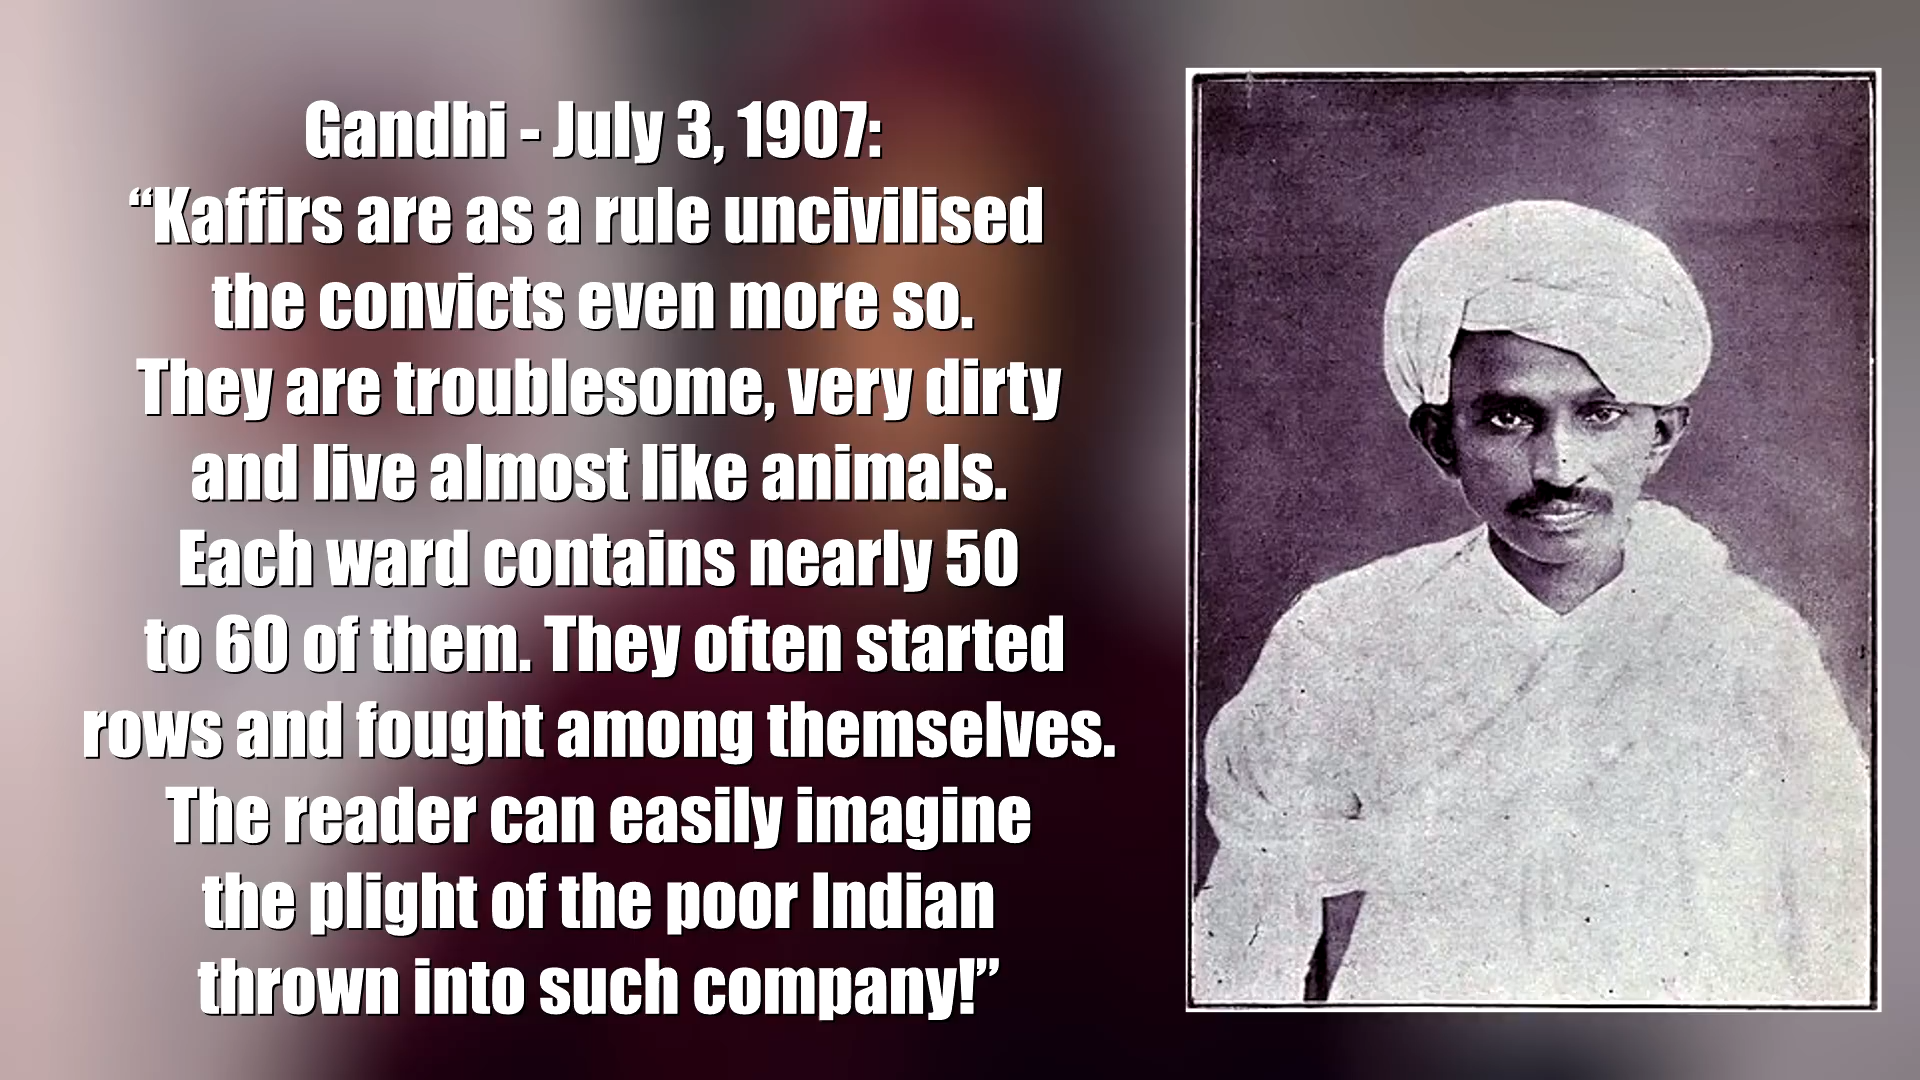 Gandhi - July 3, 1907:
“Kaffirs are as a rule uncivilised
the convicts even more so.
They are troublesome, very dirty
and live almost like animals.
Each ward contains nearly 50
to 60 of them. They often started
rows and fought among themselves.
The reader can easily imagine
the plight of the poor Indian
thrown into such company!”